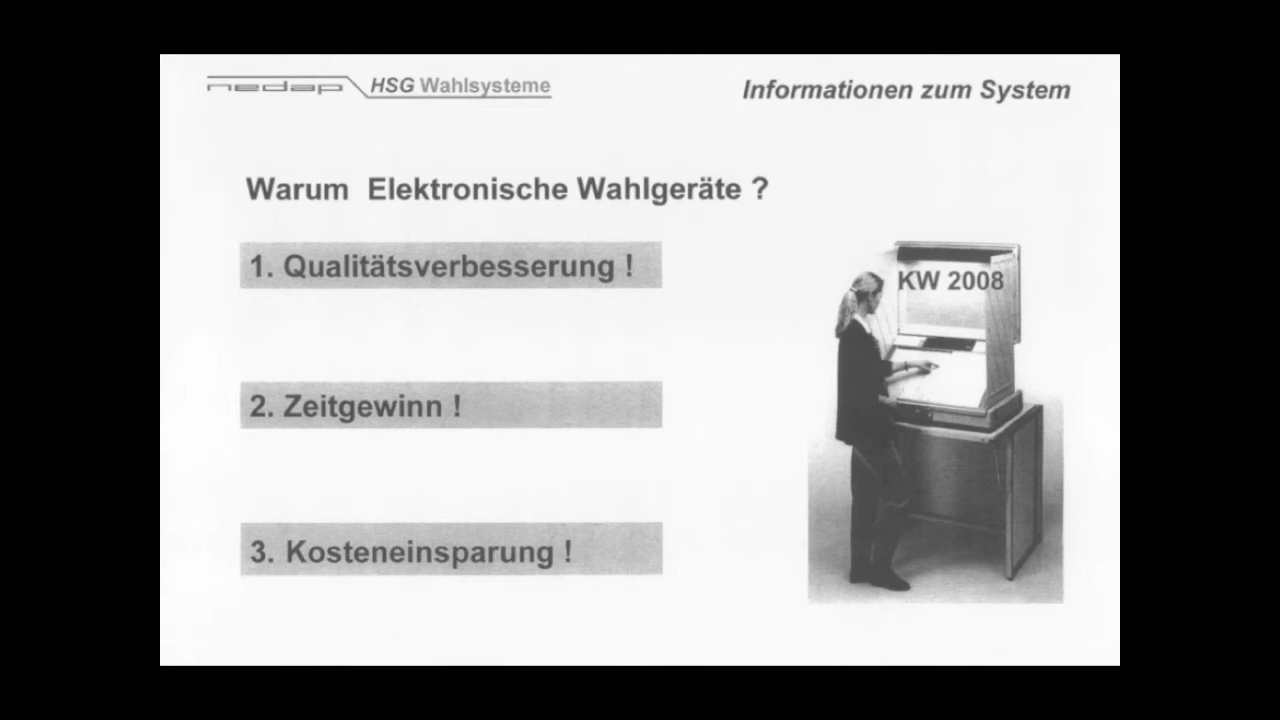 nedap HSG Wahlsysteme
Informationen zum System
Warum Elektronische Wahlgeräte ?
1. Qualitätsverbesserung !
KW 2008
2. Zeitgewinn !
3. Kosteneinsparung !